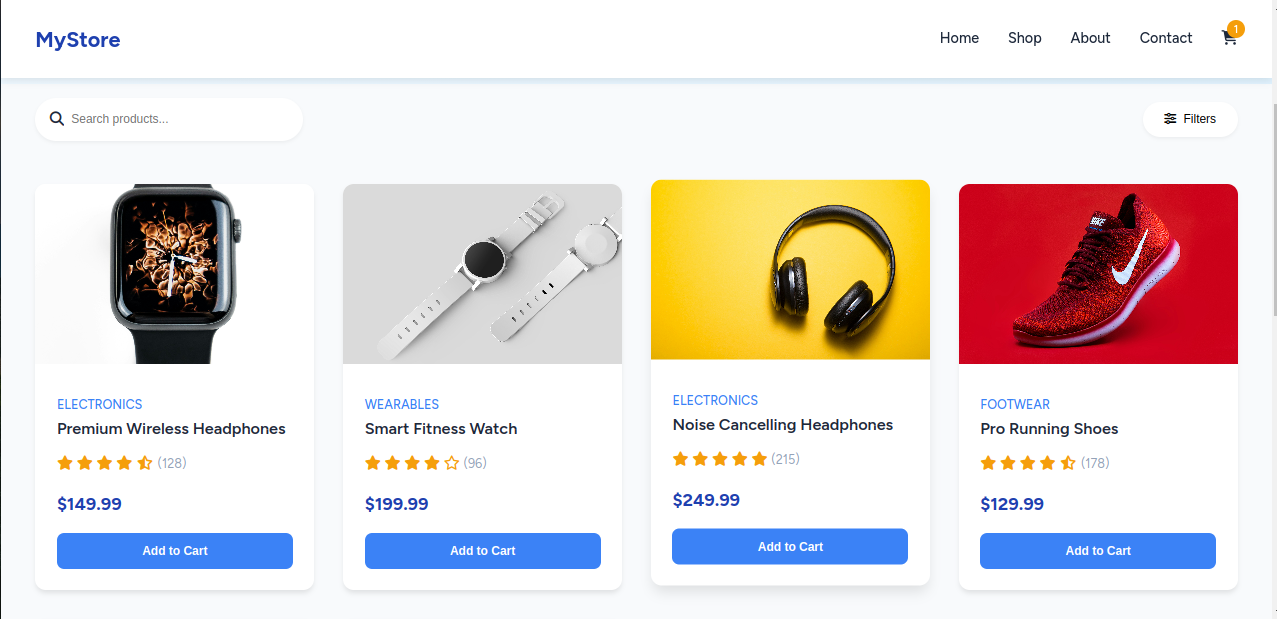 MyStore
Home Shop About Contact 1
Search products...
Filters
ELECTRONICS
Premium Wireless Headphones
(128)
$149.99
Add to Cart
WEARABLES
Smart Fitness Watch
(96)
$199.99
Add to Cart
ELECTRONICS
Noise Cancelling Headphones
(215)
$249.99
Add to Cart
NIKE
FOOTWEAR
Pro Running Shoes
(178)
$129.99
Add to Cart